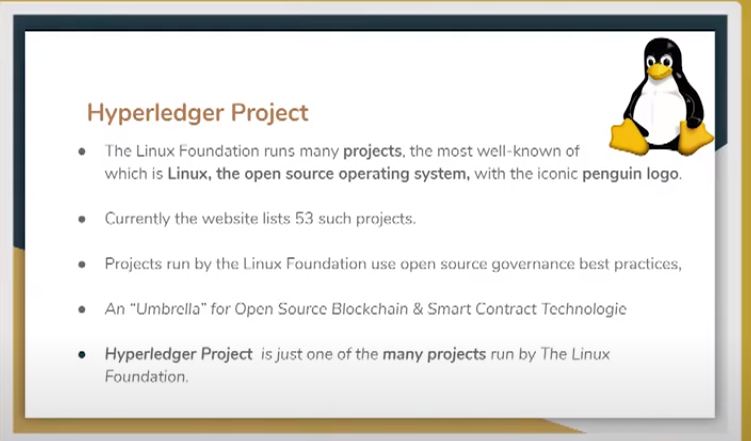 Hyperledger Project
● The Linux Foundation runs many projects, the most well-known of
which is Linux, the open source operating system, with the iconic penguin logo.
● Currently the website lists 53 such projects.
● Projects run by the Linux Foundation use open source governance best practices,
● An “Umbrella” for Open Source Blockchain & Smart Contract Technologie
● Hyperledger Project is just one of the many projects run by The Linux
Foundation.